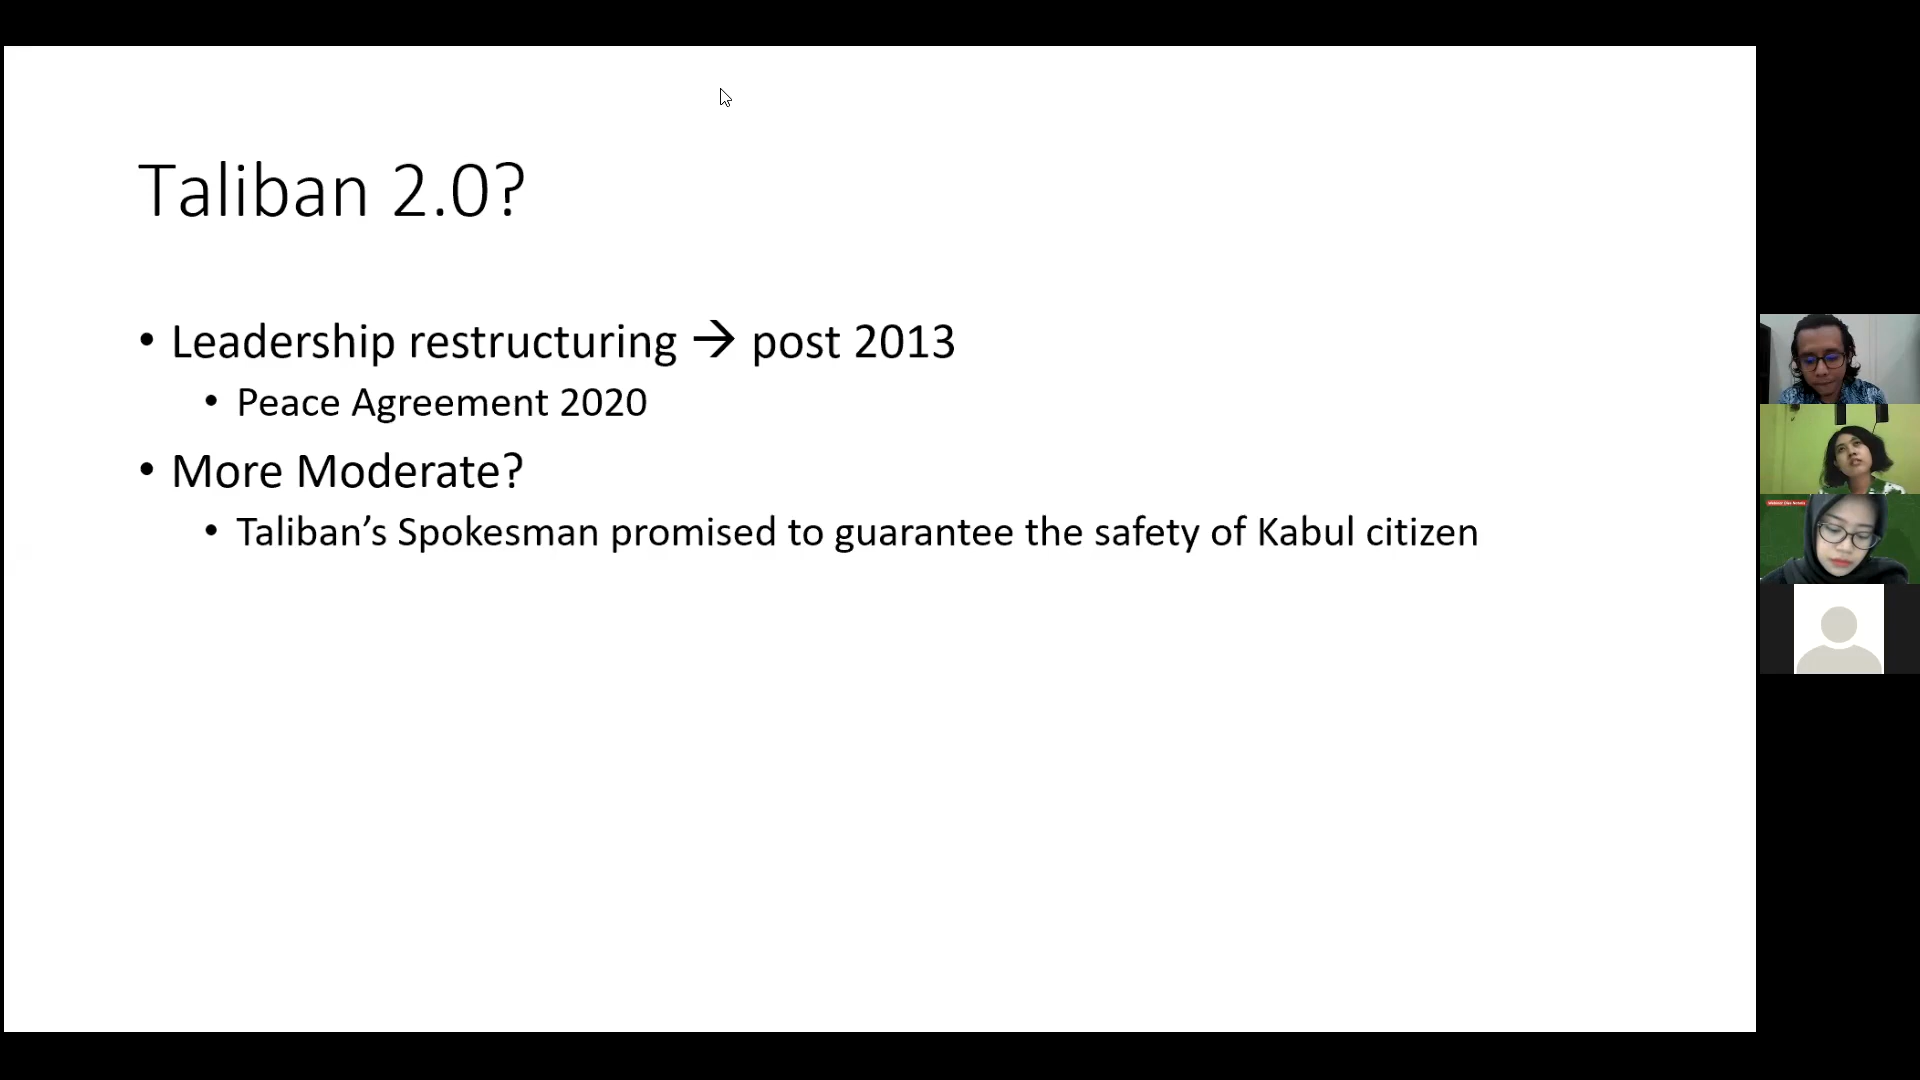 Taliban 2.0?
• Leadership restructuring → post 2013
• Peace Agreement 2020
• More Moderate?
• Taliban’s Spokesman promised to guarantee the safety of Kabul citizen